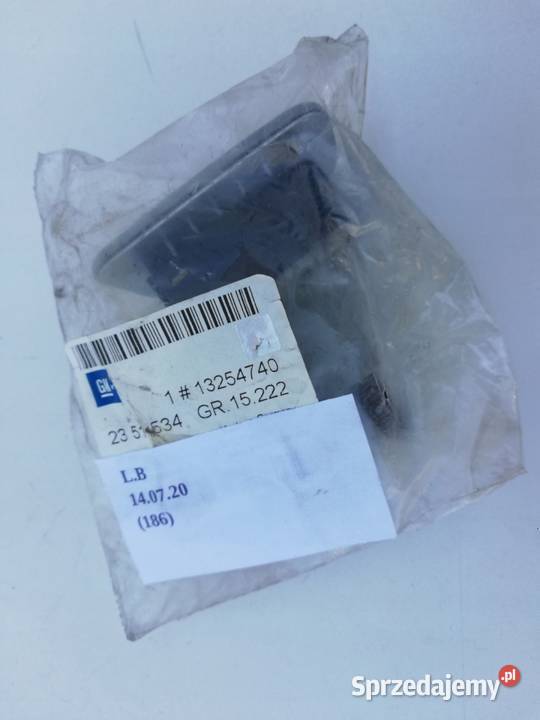 GM
1 # 13254740
GR.15.222
L.B
14.07.20
(186)
Sprzedajemy.pl